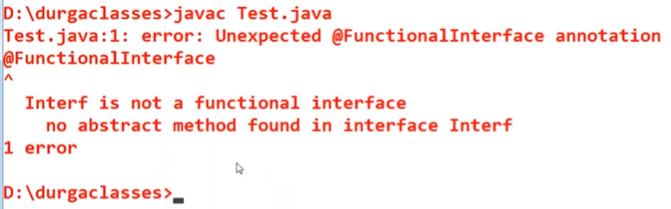 D:\durgaclasses>javac Test.java
Test.java:1: error: Unexpected @FunctionalInterface annotation
@FunctionalInterface
^
  Interf is not a functional interface
    no abstract method found in interface Interf
1 error
D:\durgaclasses>_